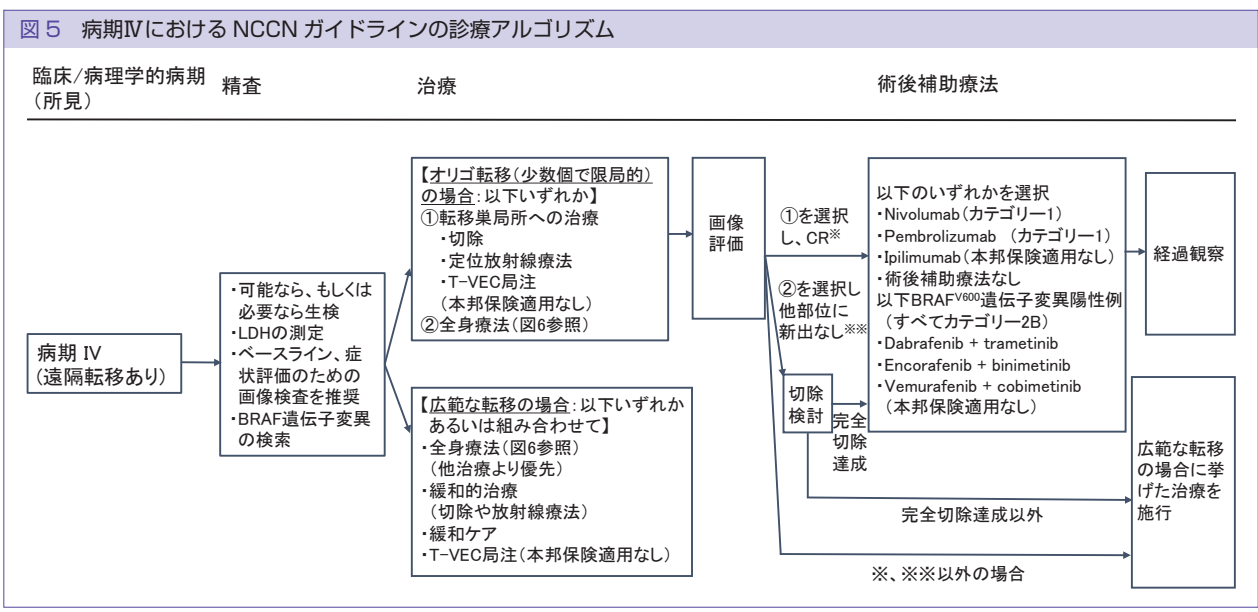 図5 病期Ⅳにおける NCCN ガイドラインの診療アルゴリズム
臨床/病理学的病期
(所見)
精査
治療
術後補助療法
病期 IV
(遠隔転移あり)
・可能なら、もしくは
必要なら生検
・LDHの測定
・ベースライン、症
状評価のための
画像検査を推奨
・BRAF遺伝子変異
の検索
【オリゴ転移(少数個で限局的)
の場合:以下いずれか】
①転移巣局所への治療
・切除
・定位放射線療法
・T-VEC局注
(本邦保険適用なし)
②全身療法(図6参照)
【広範な転移の場合:以下いずれか
あるいは組み合わせて】
・全身療法(図6参照)
(他治療より優先)
・緩和的治療
(切除や放射線療法)
・緩和ケア
・T-VEC局注(本邦保険適用なし)
画像
評価
①を選択
し、CR※
②を選択し
他部位に
新出なし※※
切除
検討
完全
切除
達成
以下のいずれかを選択
・Nivolumab(カテゴリー1)
・Pembrolizumab (カテゴリー1)
・Ipilimumab(本邦保険適用なし)
・術後補助療法なし
以下BRAFV600遺伝子変異陽性例
(すべてカテゴリー2B)
・Dabrafenib + trametinib
・Encorafenib + binimetinib
・Vemurafenib + cobimetinib
(本邦保険適用なし)
経過観察
完全切除達成以外
※、※※以外の場合
広範な転移
の場合に挙
げた治療を
施行